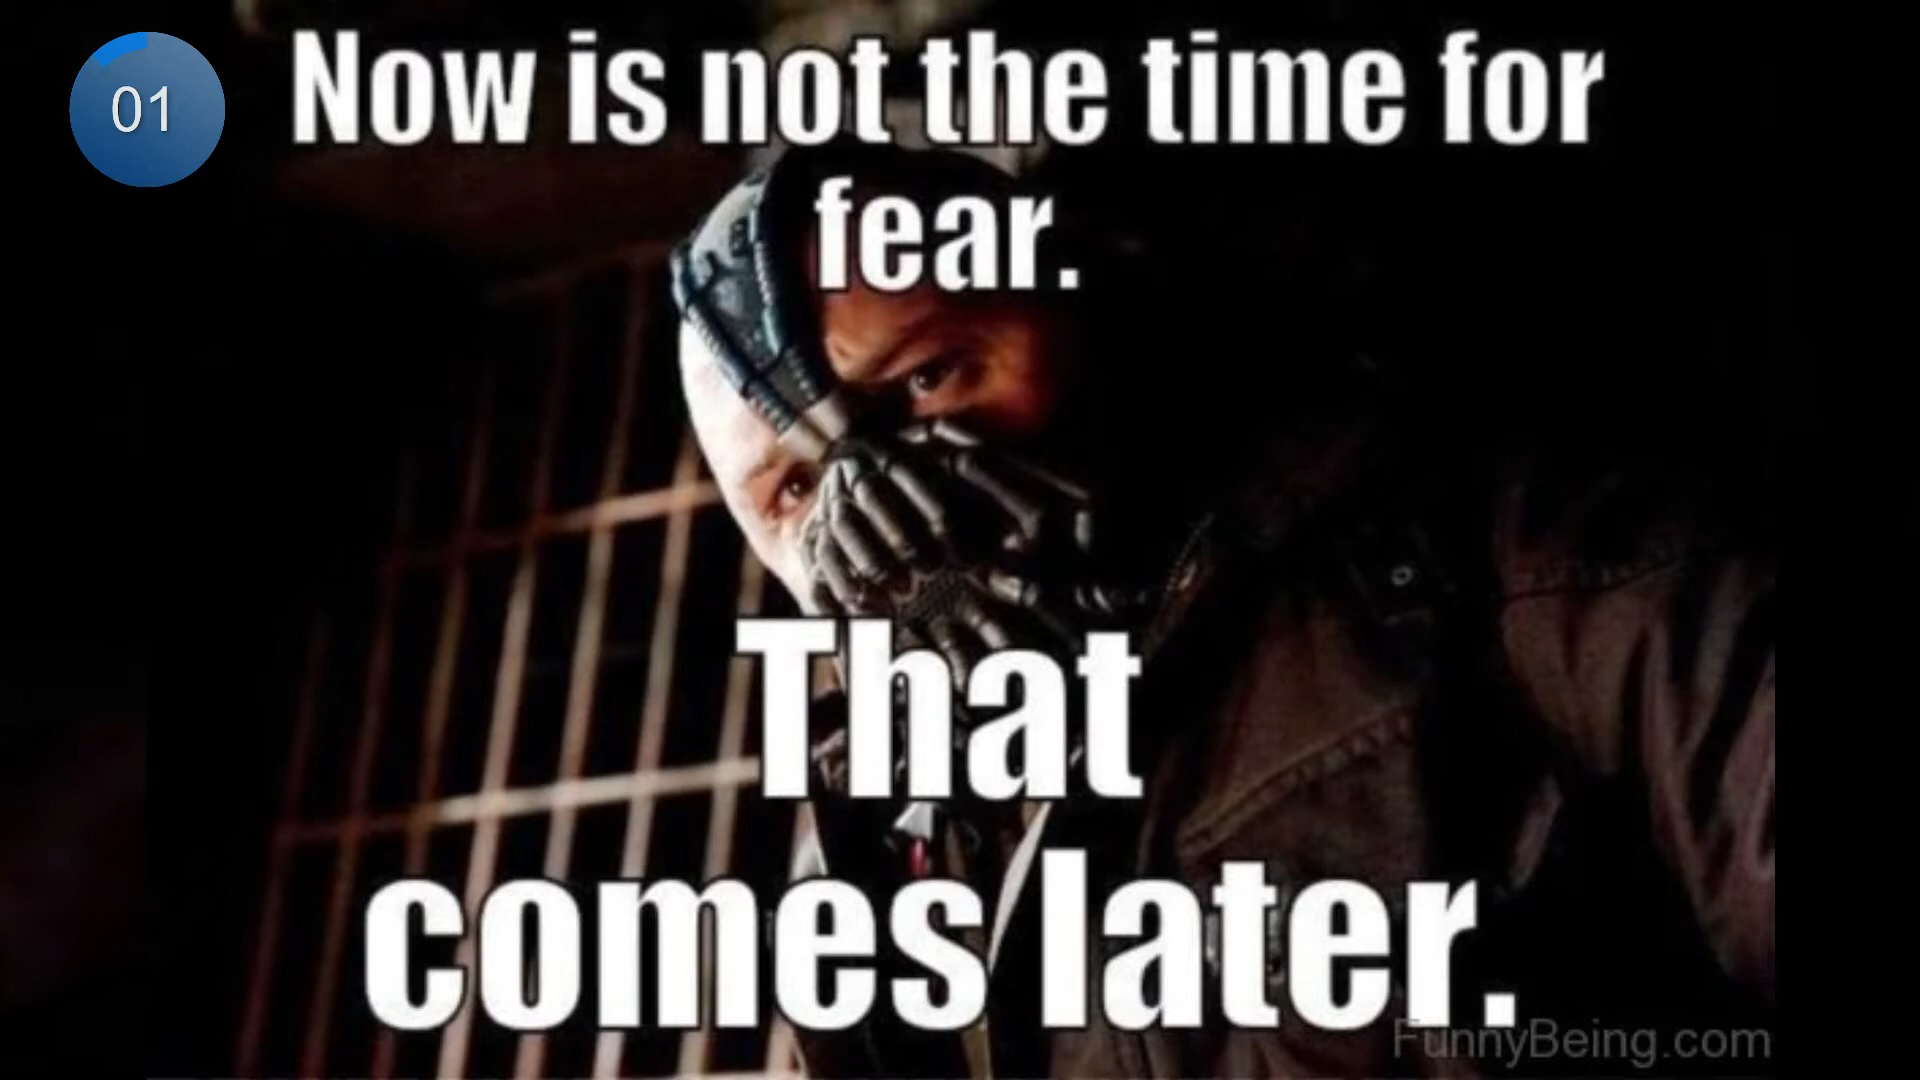 01
Now is not the time for
fear.
That
comes later.
FunnyBeing.com